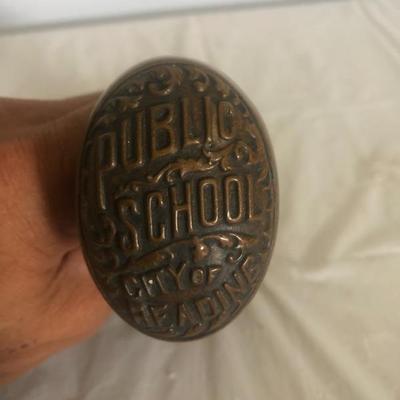 PUBLIC
SCHOOL
CITY OF
READING